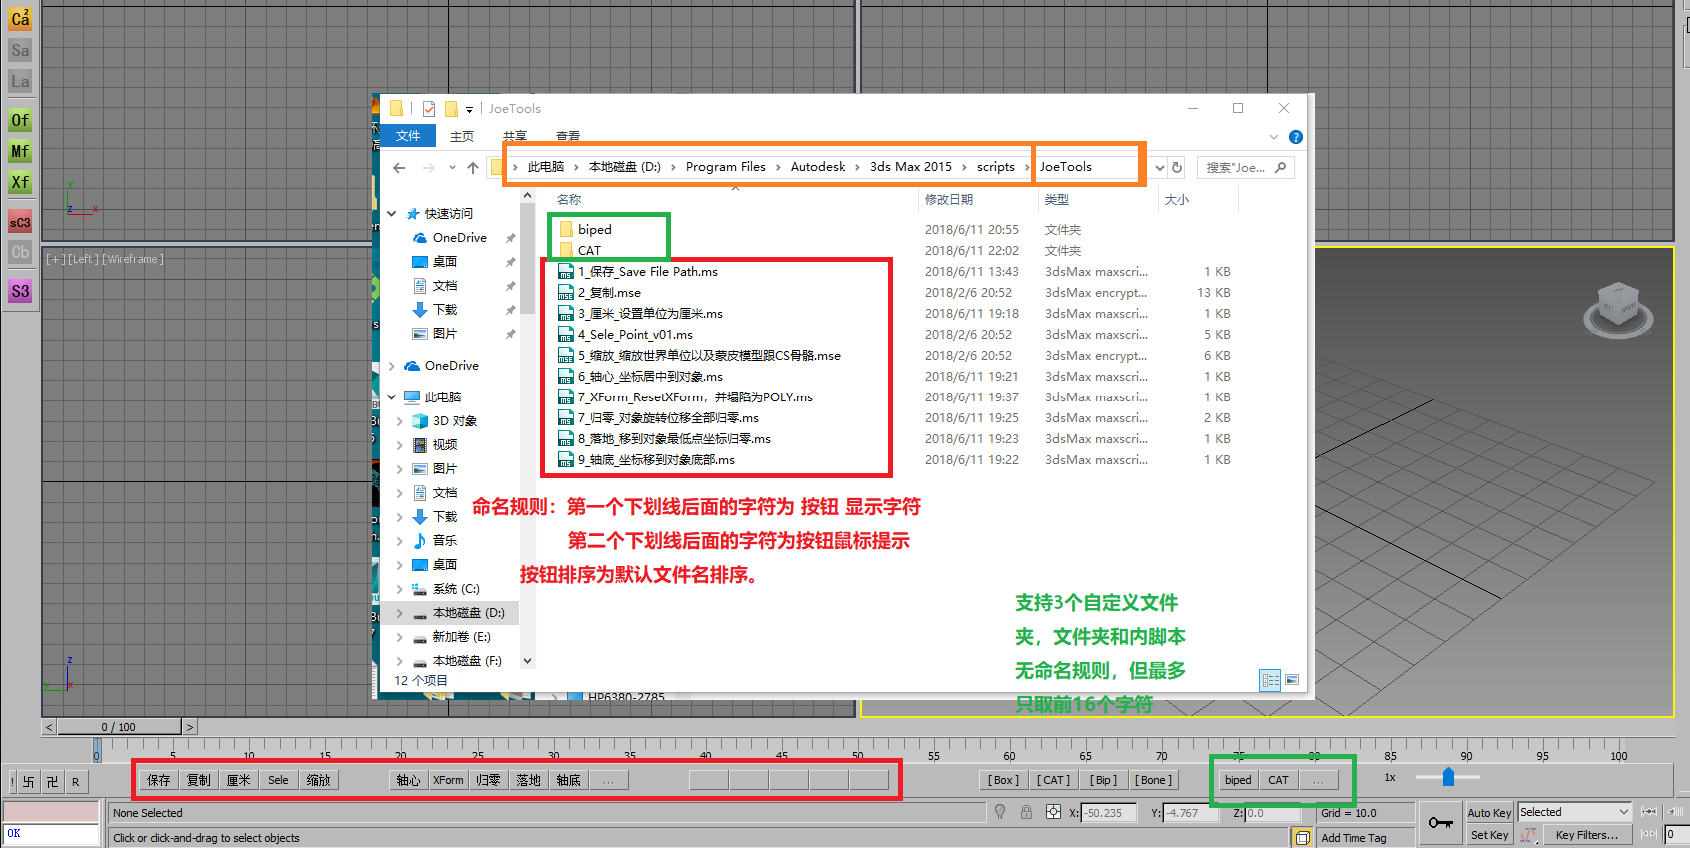 Ca
2
Sa
La
Of
Mf
Xf
sC3
Cb
S3
[+][Left][Wireframe]
JoeTools
文件
主页
共享
查看
此电脑 > 本地磁盘 (D:) > Program Files > Autodesk > 3ds Max 2015 > scripts > JoeTools
搜索"Joe...
名称
修改日期
类型
大小
快速访问
OneDrive
桌面
文档
下载
图片
OneDrive
此电脑
3D 对象
视频
图片
文档
下载
音乐
桌面
系统 (C:)
本地磁盘 (D:)
新加卷 (E:)
本地磁盘 (F:)
biped 2018/6/11 20:55 文件夹
CAT 2018/6/11 22:02 文件夹
1_保存_Save File Path.ms 2018/6/11 13:43 3dsMax maxscri... 1 KB
2_复制.mse 2018/2/6 20:52 3dsMax encrypt... 13 KB
3_厘米_设置单位为厘米.ms 2018/6/11 19:18 3dsMax maxscri... 1 KB
4_Sele_Point_v01.ms 2018/2/6 20:52 3dsMax maxscri... 5 KB
5_缩放_缩放世界单位以及蒙皮模型跟CS骨骼.mse 2018/2/6 20:52 3dsMax encrypt... 6 KB
6_轴心_坐标居中到对象.ms 2018/6/11 19:21 3dsMax maxscri... 1 KB
7_XForm_ResetXForm，并塌陷为POLY.ms 2018/6/11 19:37 3dsMax maxscri... 1 KB
7_归零_对象旋转位移全部归零.ms 2018/6/11 19:25 3dsMax maxscri... 2 KB
8_落地_移到对象最低点坐标归零.ms 2018/6/11 19:23 3dsMax maxscri... 1 KB
9_轴底_坐标移到对象底部.ms 2018/6/11 19:22 3dsMax maxscri... 1 KB
命名规则：第一个下划线后面的字符为 按钮 显示字符
第二个下划线后面的字符为按钮鼠标提示
按钮排序为默认文件名排序。
支持3个自定义文件
夹，文件夹和内脚本
无命名规则，但最多
只取前16个字符
12 个项目
HP6380-2785
< 0 / 100 >
0 5 10 15 20 25 30 35 40 45 50 55 60 65 70 75 80 85 90 95 100
! 卐 卍 R
保存 复制 厘米 Sele 缩放 轴心 XForm 归零 落地 轴底 ...
[Box] [CAT] [Bip] [Bone]
biped CAT ...
1x
None Selected
X: -50.235 Y: -4.767 Z: 0.0 Grid = 10.0
Auto Key Selected
OK
Click or click-and-drag to select objects
Add Time Tag
Set Key Key Filters... 0